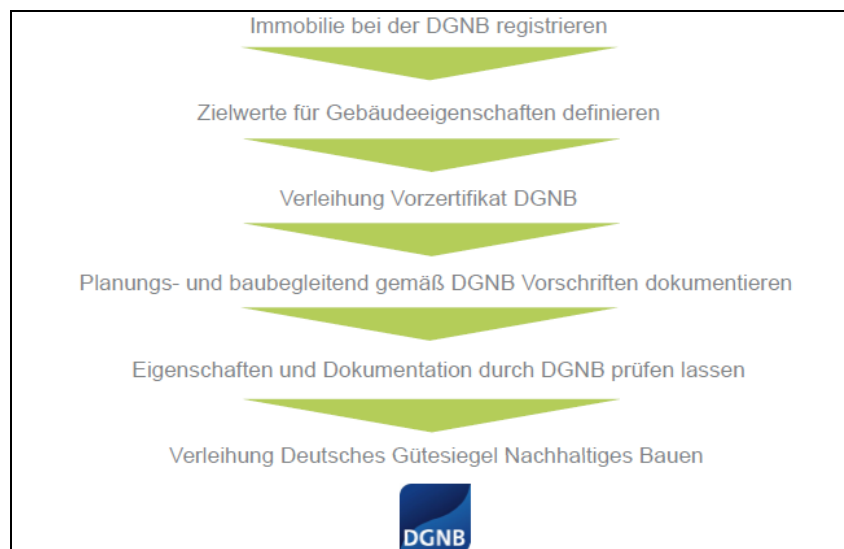 Immobilie bei der DGNB registrieren
Zielwerte für Gebäudeeigenschaften definieren
Verleihung Vorzertifikat DGNB
Planungs- und baubegleitend gemäß DGNB Vorschriften dokumentieren
Eigenschaften und Dokumentation durch DGNB prüfen lassen
Verleihung Deutsches Gütesiegel Nachhaltiges Bauen
DGNB